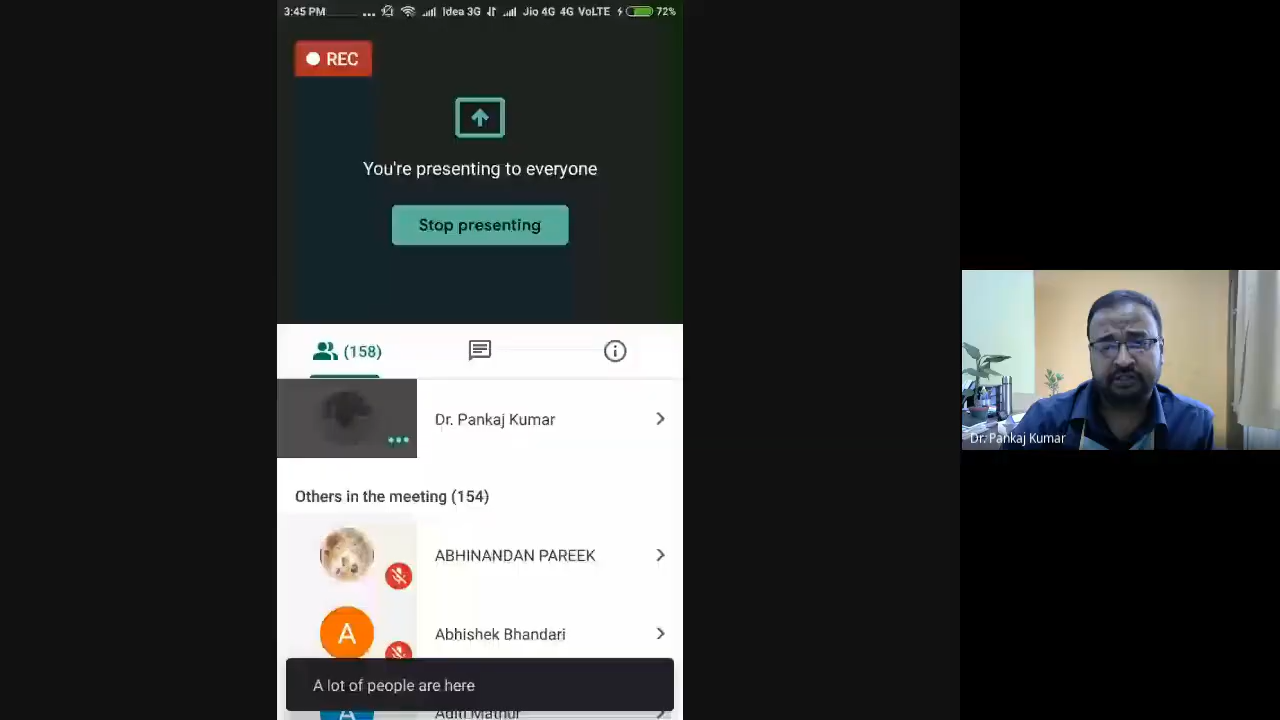 3:45 PM ... Idea 3G Jio 4G 4G VoLTE 72%
REC
You're presenting to everyone
Stop presenting
(158)
Dr. Pankaj Kumar
Others in the meeting (154)
ABHINANDAN PAREEK
A
Abhishek Bhandari
A lot of people are here
A
Aditi Mathur
Dr. Pankaj Kumar